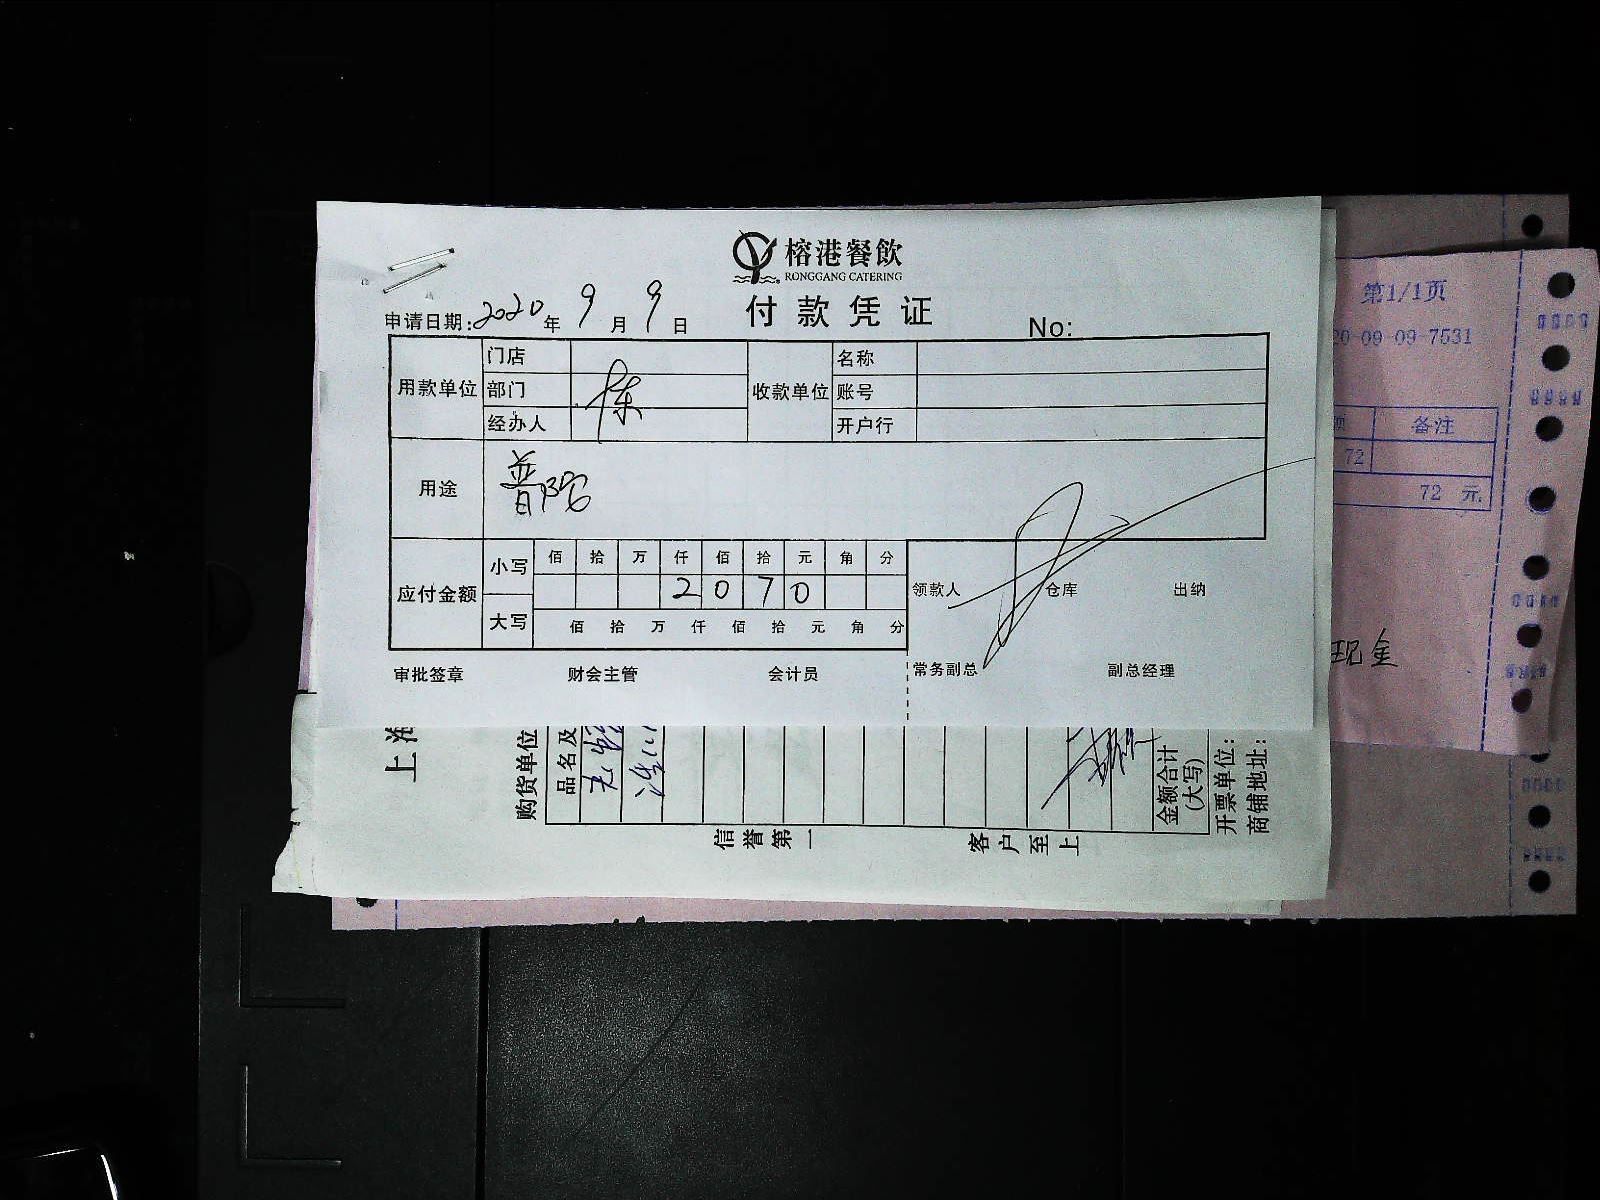 榕港餐飲
RONGGANG CATERING
付款凭证
申请日期:2020年9月9日
No:
用款单位 门店 收款单位 名称
部门 账号
经办人 开户行
用途 普陀
应付金额 小写 佰 拾 万 仟 佰 拾 元 角 分
2 0 7 0
大写 佰 拾 万 仟 佰 拾 元 角 分
领款人 仓库 出纳
审批签章 财会主管 会计员 常务副总 副总经理
第1/1页
20-09-09-7531
备注
72
72 元
现金
上海
购货单位
品名及
信誉第一
客户至上
金额合计
(大写)
开票单位:
商铺地址: